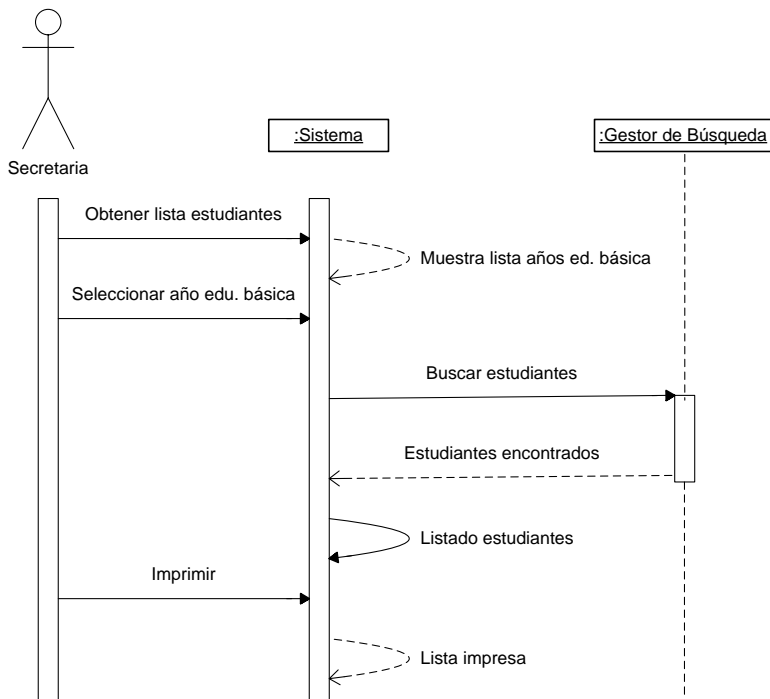 Secretaria
:Sistema
:Gestor de Búsqueda
Obtener lista estudiantes
Muestra lista años ed. básica
Seleccionar año edu. básica
Buscar estudiantes
Estudiantes encontrados
Listado estudiantes
Imprimir
Lista impresa